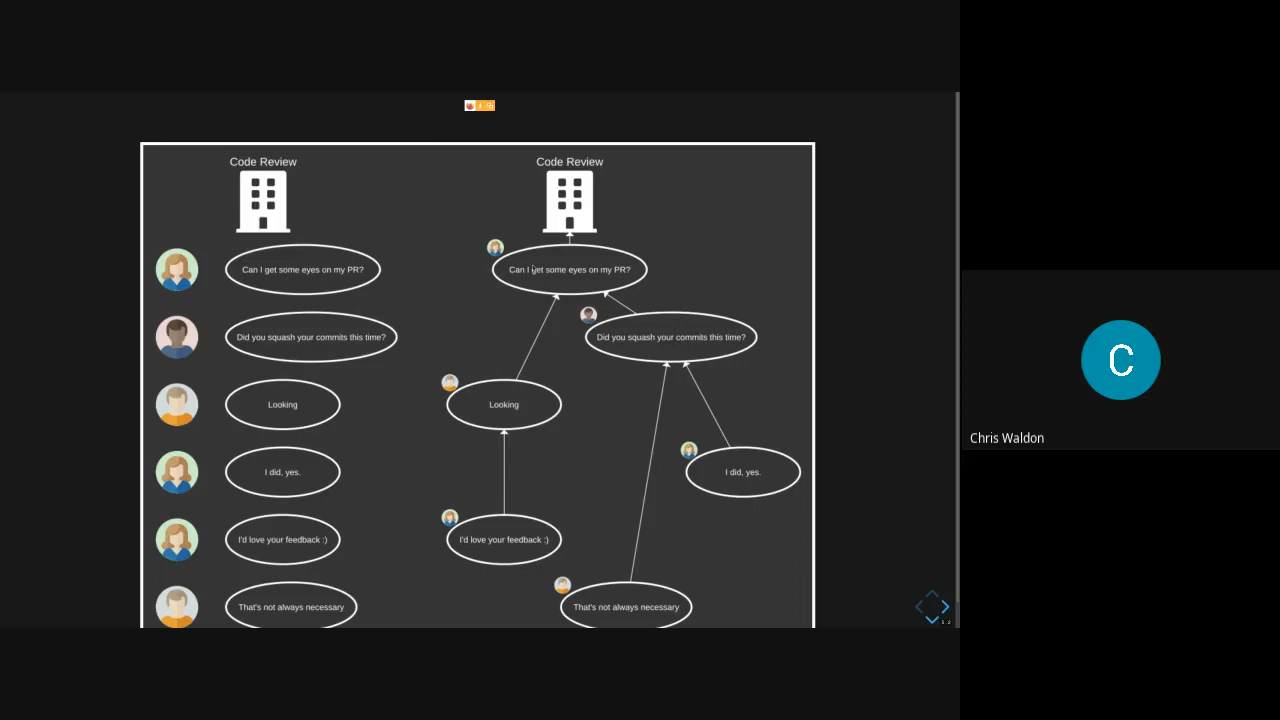 Code Review
Code Review
Can I get some eyes on my PR?
Can I get some eyes on my PR?
Did you squash your commits this time?
Did you squash your commits this time?
Looking
Looking
I did, yes.
I did, yes.
I'd love your feedback :)
I'd love your feedback :)
That's not always necessary
That's not always necessary
C
Chris Waldon